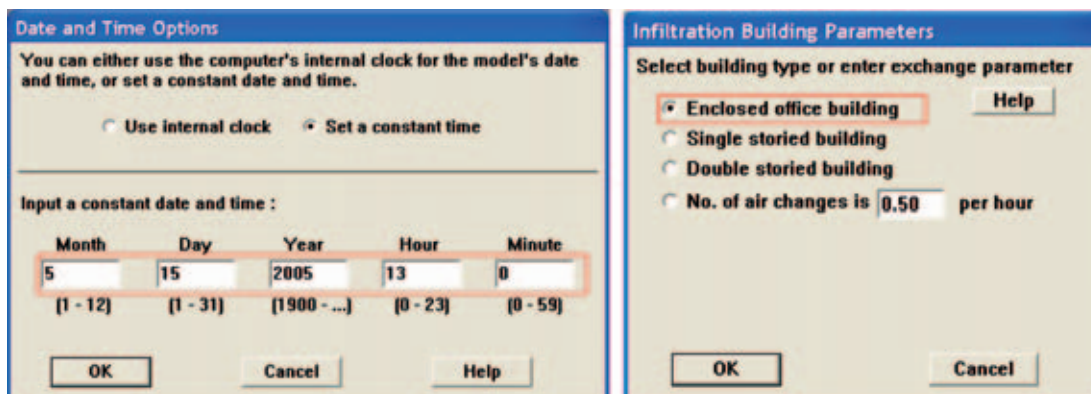 Date and Time Options
You can either use the computer's internal clock for the model's date
and time, or set a constant date and time.
Use internal clock Set a constant time
Input a constant date and time :
Month Day Year Hour Minute
5 15 2005 13 0
(1 - 12) (1 - 31) (1900 - ...) (0 - 23) (0 - 59)
OK Cancel Help
Infiltration Building Parameters
Select building type or enter exchange parameter
Enclosed office building Help
Single storied building
Double storied building
No. of air changes is 0.50 per hour
OK Cancel